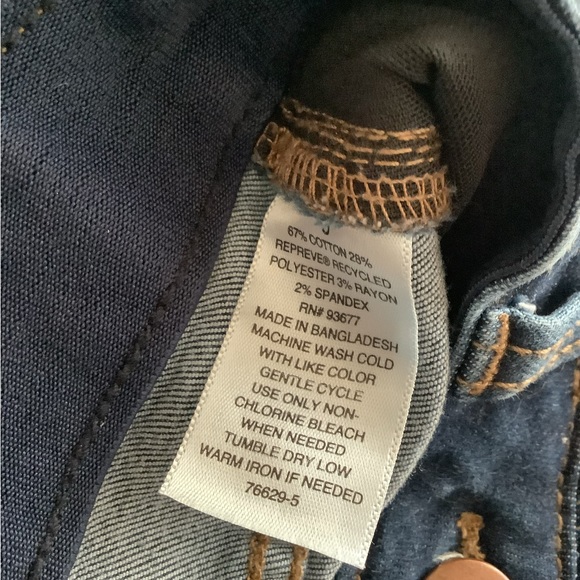 67% COTTON 28%
REPREVE® RECYCLED
POLYESTER 3% RAYON
2% SPANDEX
RN# 93677
MADE IN BANGLADESH
MACHINE WASH COLD
WITH LIKE COLOR
GENTLE CYCLE
USE ONLY NON-
CHLORINE BLEACH
WHEN NEEDED
TUMBLE DRY LOW
WARM IRON IF NEEDED
76629-5